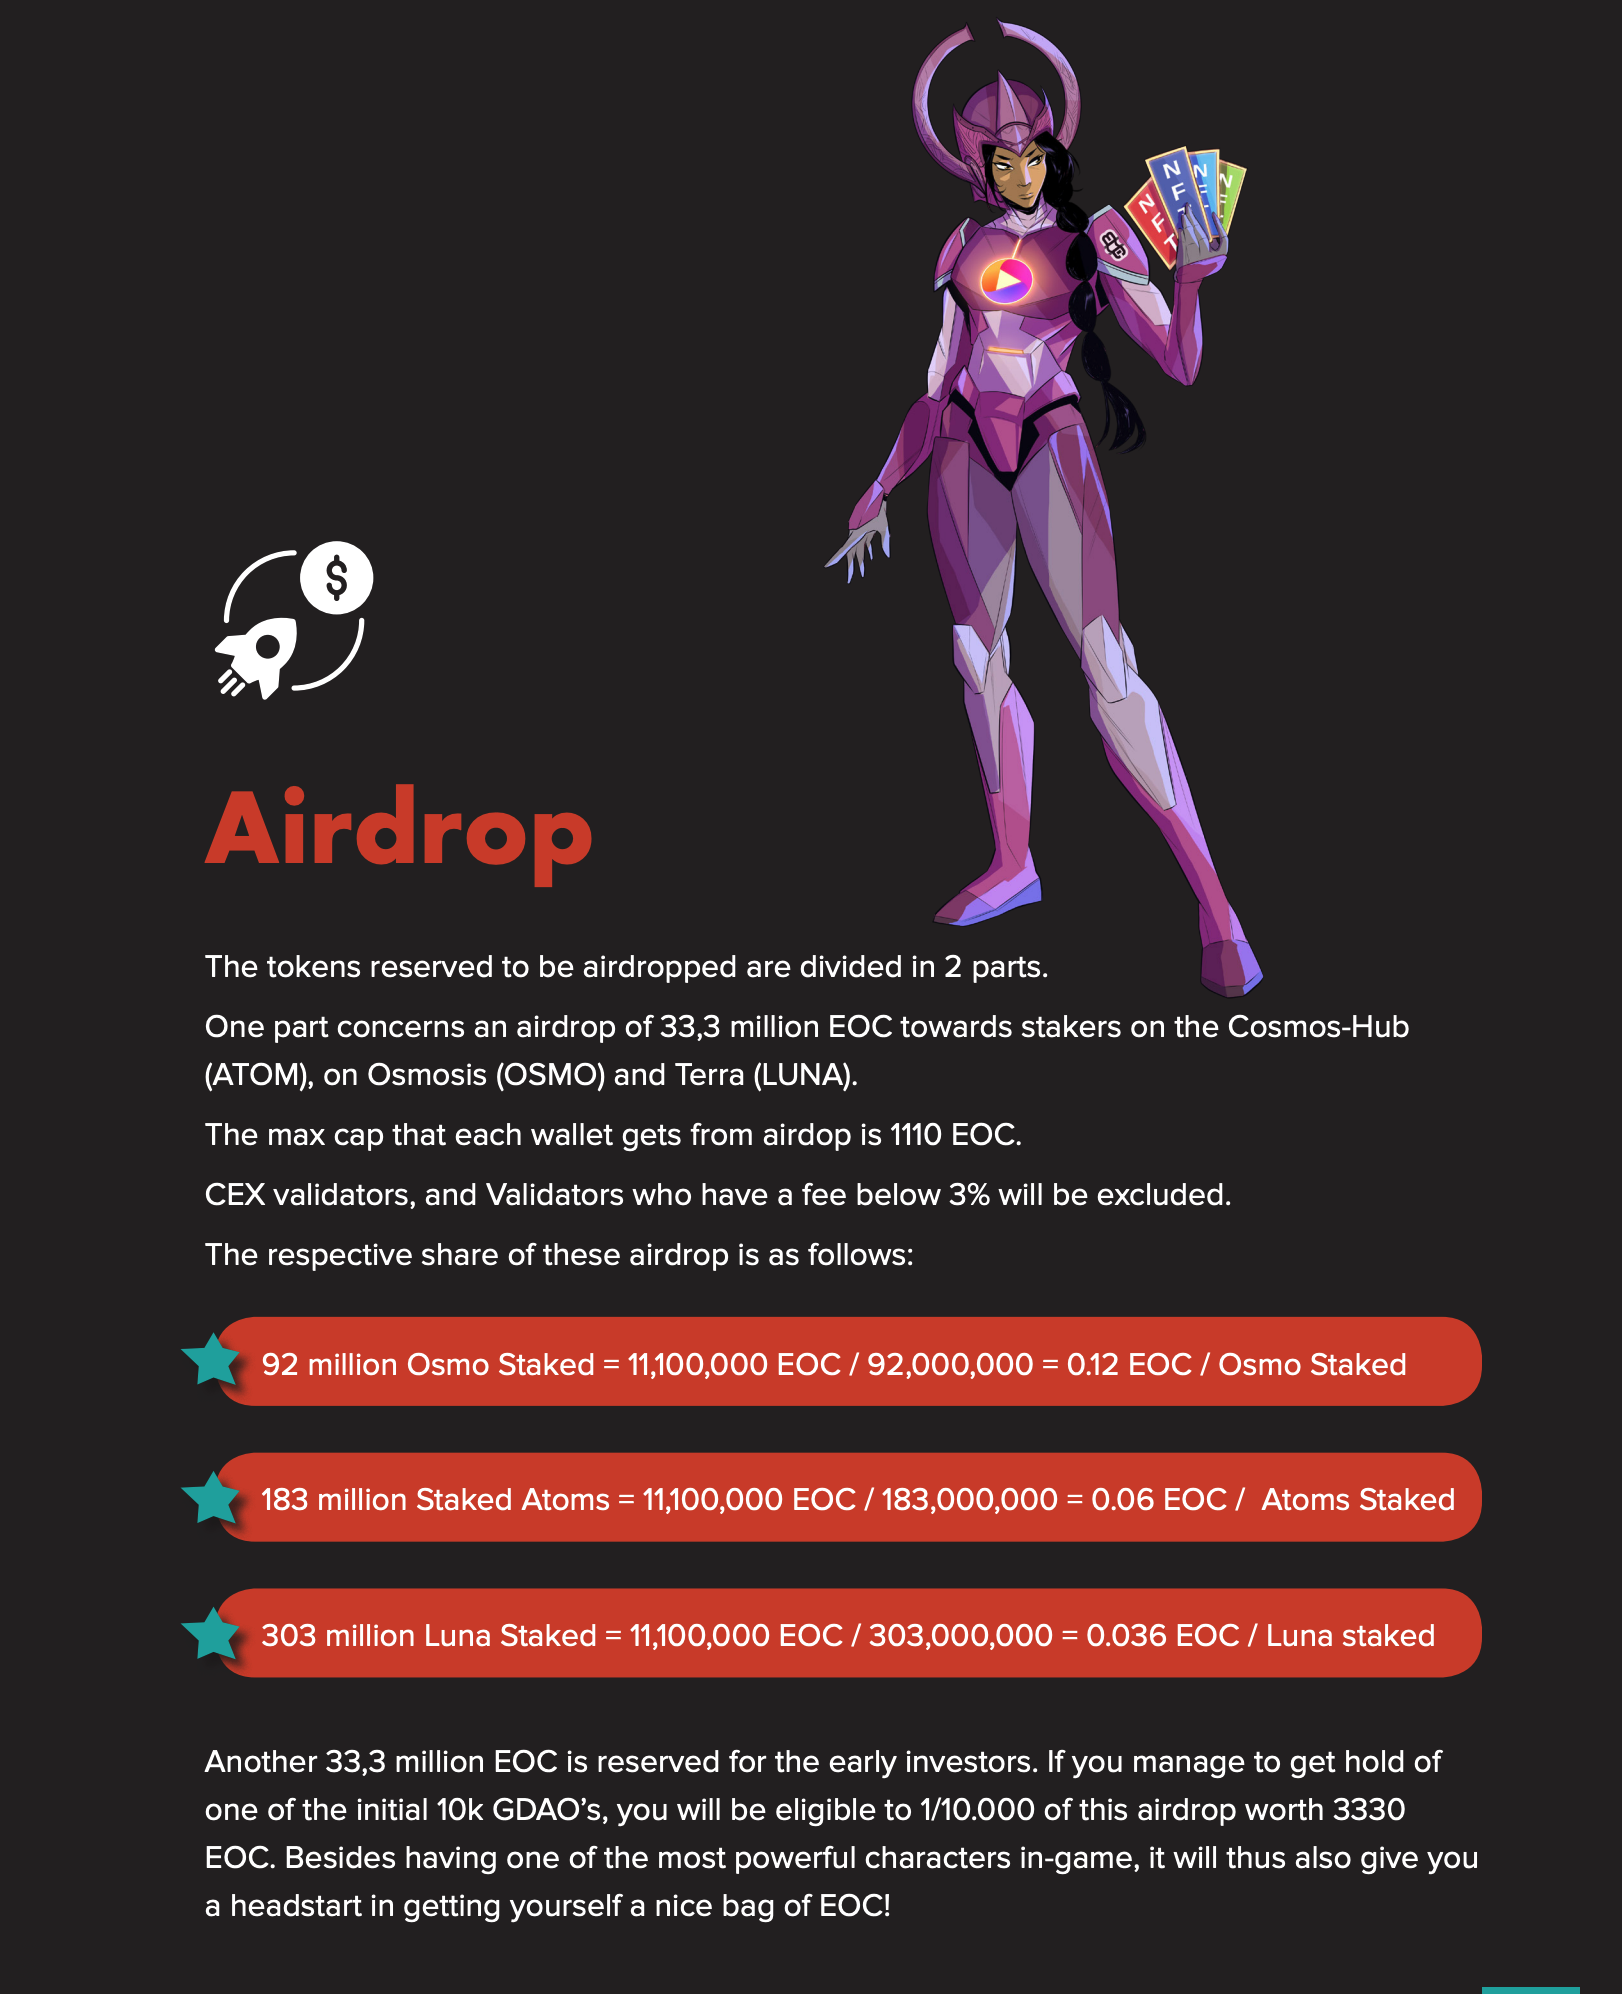 N
F
T
N
F
T
N
N
EOC
$
Airdrop
The tokens reserved to be airdropped are divided in 2 parts.
One part concerns an airdrop of 33,3 million EOC towards stakers on the Cosmos-Hub
(ATOM), on Osmosis (OSMO) and Terra (LUNA).
The max cap that each wallet gets from airdop is 1110 EOC.
CEX validators, and Validators who have a fee below 3% will be excluded.
The respective share of these airdrop is as follows:
92 million Osmo Staked = 11,100,000 EOC / 92,000,000 = 0.12 EOC / Osmo Staked
183 million Staked Atoms = 11,100,000 EOC / 183,000,000 = 0.06 EOC /  Atoms Staked
303 million Luna Staked = 11,100,000 EOC / 303,000,000 = 0.036 EOC / Luna staked
Another 33,3 million EOC is reserved for the early investors. If you manage to get hold of
one of the initial 10k GDAO’s, you will be eligible to 1/10.000 of this airdrop worth 3330
EOC. Besides having one of the most powerful characters in-game, it will thus also give you
a headstart in getting yourself a nice bag of EOC!